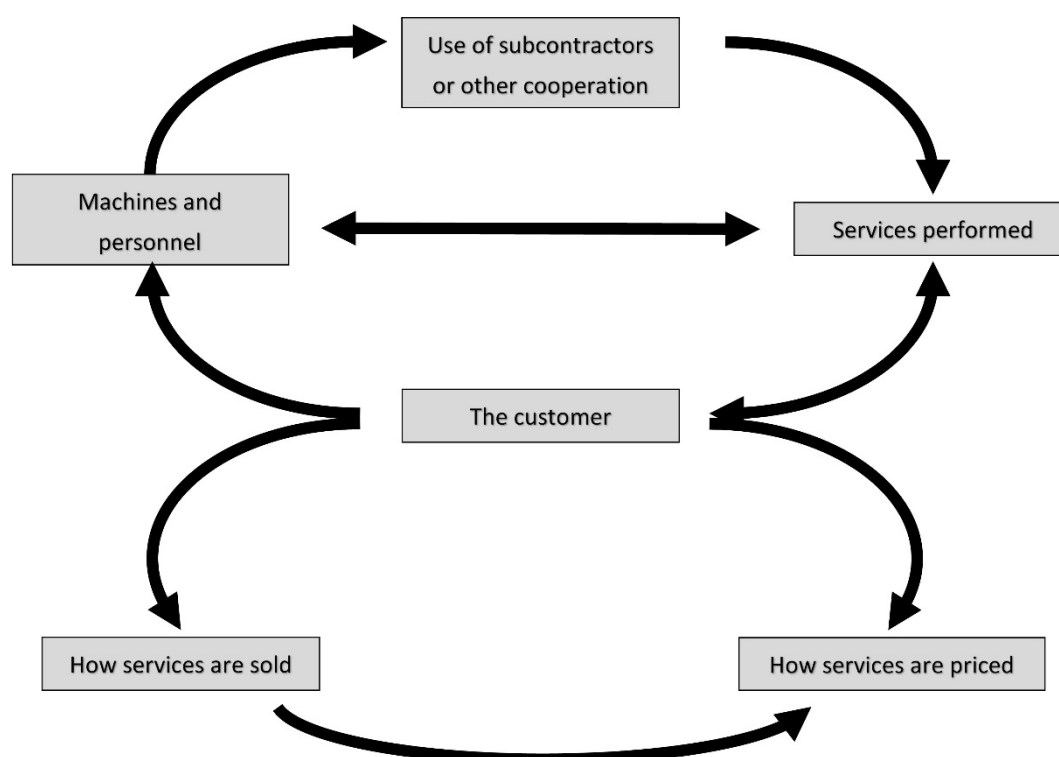 Use of subcontractors
or other cooperation
Machines and
personnel
Services performed
The customer
How services are sold
How services are priced